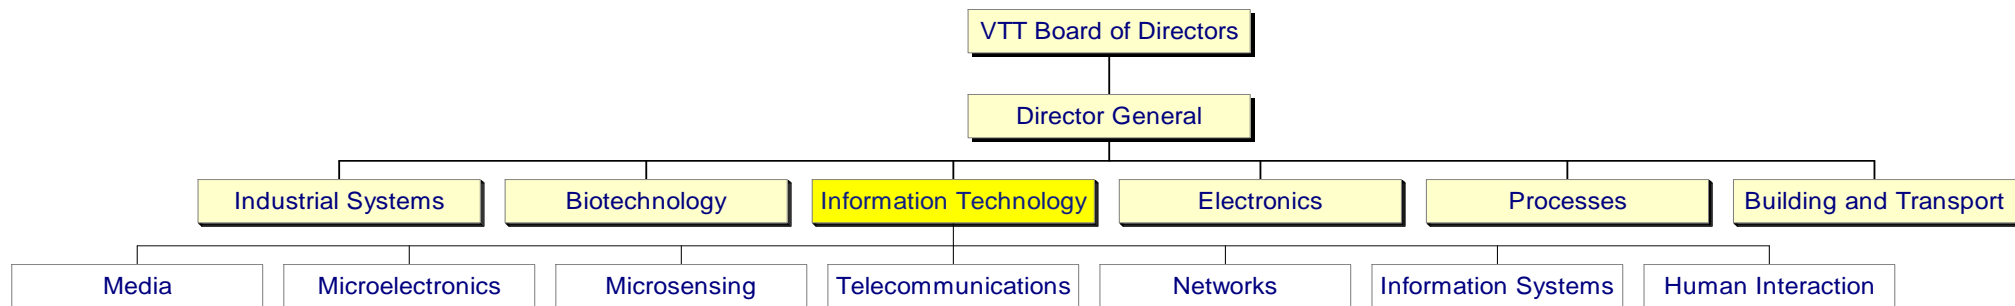 VTT Board of Directors
Director General
Industrial Systems
Biotechnology
Information Technology
Electronics
Processes
Building and Transport
Media
Microelectronics
Microsensing
Telecommunications
Networks
Information Systems
Human Interaction